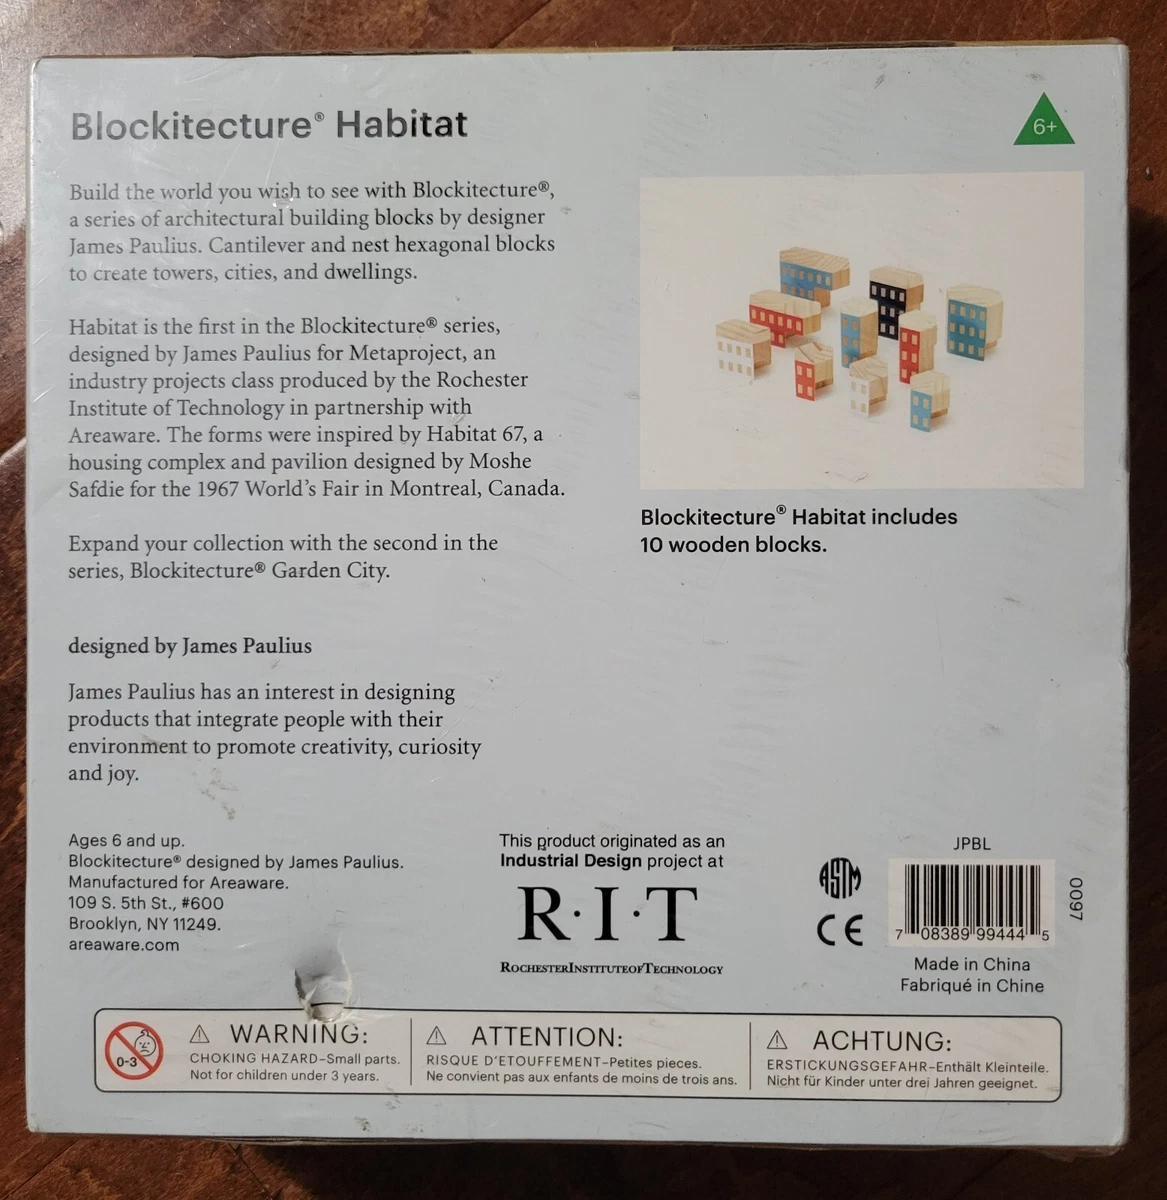 Blockitecture® Habitat
6+
Build the world you wish to see with Blockitecture®,
a series of architectural building blocks by designer
James Paulius. Cantilever and nest hexagonal blocks
to create towers, cities, and dwellings.
Habitat is the first in the Blockitecture® series,
designed by James Paulius for Metaproject, an
industry projects class produced by the Rochester
Institute of Technology in partnership with
Areaware. The forms were inspired by Habitat 67, a
housing complex and pavilion designed by Moshe
Safdie for the 1967 World's Fair in Montreal, Canada.
Expand your collection with the second in the
series, Blockitecture® Garden City.
Blockitecture® Habitat includes
10 wooden blocks.
designed by James Paulius
James Paulius has an interest in designing
products that integrate people with their
environment to promote creativity, curiosity
and joy.
Ages 6 and up.
Blockitecture® designed by James Paulius.
Manufactured for Areaware.
109 S. 5th St., #600
Brooklyn, NY 11249.
areaware.com
This product originated as an
Industrial Design project at
R·I·T
RochesterInstituteofTechnology
ASTM
CE
JPBL
7 08389 99444 5
0097
Made in China
Fabriqué in Chine
0-3
⚠ WARNING:
CHOKING HAZARD–Small parts.
Not for children under 3 years.
⚠ ATTENTION:
RISQUE D'ETOUFFEMENT–Petites pieces.
Ne convient pas aux enfants de moins de trois ans.
⚠ ACHTUNG:
ERSTICKUNGSGEFAHR–Enthält Kleinteile.
Nicht für Kinder unter drei Jahren geeignet.